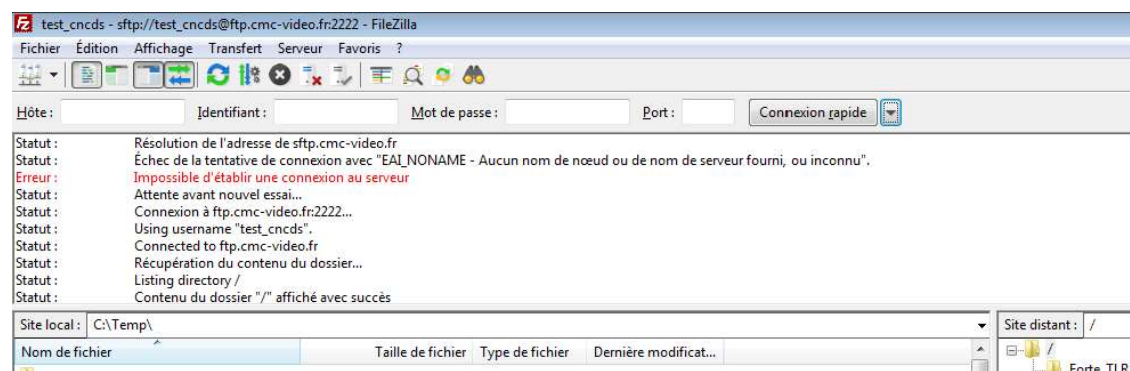 test_cncds - sftp://test_cncds@ftp.cmc-video.fr:2222 - FileZilla
Fichier Édition Affichage Transfert Serveur Favoris ?
Hôte : Identifiant : Mot de passe : Port : Connexion rapide
Statut : Résolution de l'adresse de sftp.cmc-video.fr
Statut : Échec de la tentative de connexion avec "EAI_NONAME - Aucun nom de nœud ou de nom de serveur fourni, ou inconnu".
Erreur : Impossible d'établir une connexion au serveur
Statut : Attente avant nouvel essai...
Statut : Connexion à ftp.cmc-video.fr:2222...
Statut : Using username "test_cncds".
Statut : Connected to ftp.cmc-video.fr
Statut : Récupération du contenu du dossier...
Statut : Listing directory /
Statut : Contenu du dossier "/" affiché avec succès
Site local : C:\Temp\ Site distant : /
Nom de fichier Taille de fichier Type de fichier Dernière modificat... /
Forte_TLR